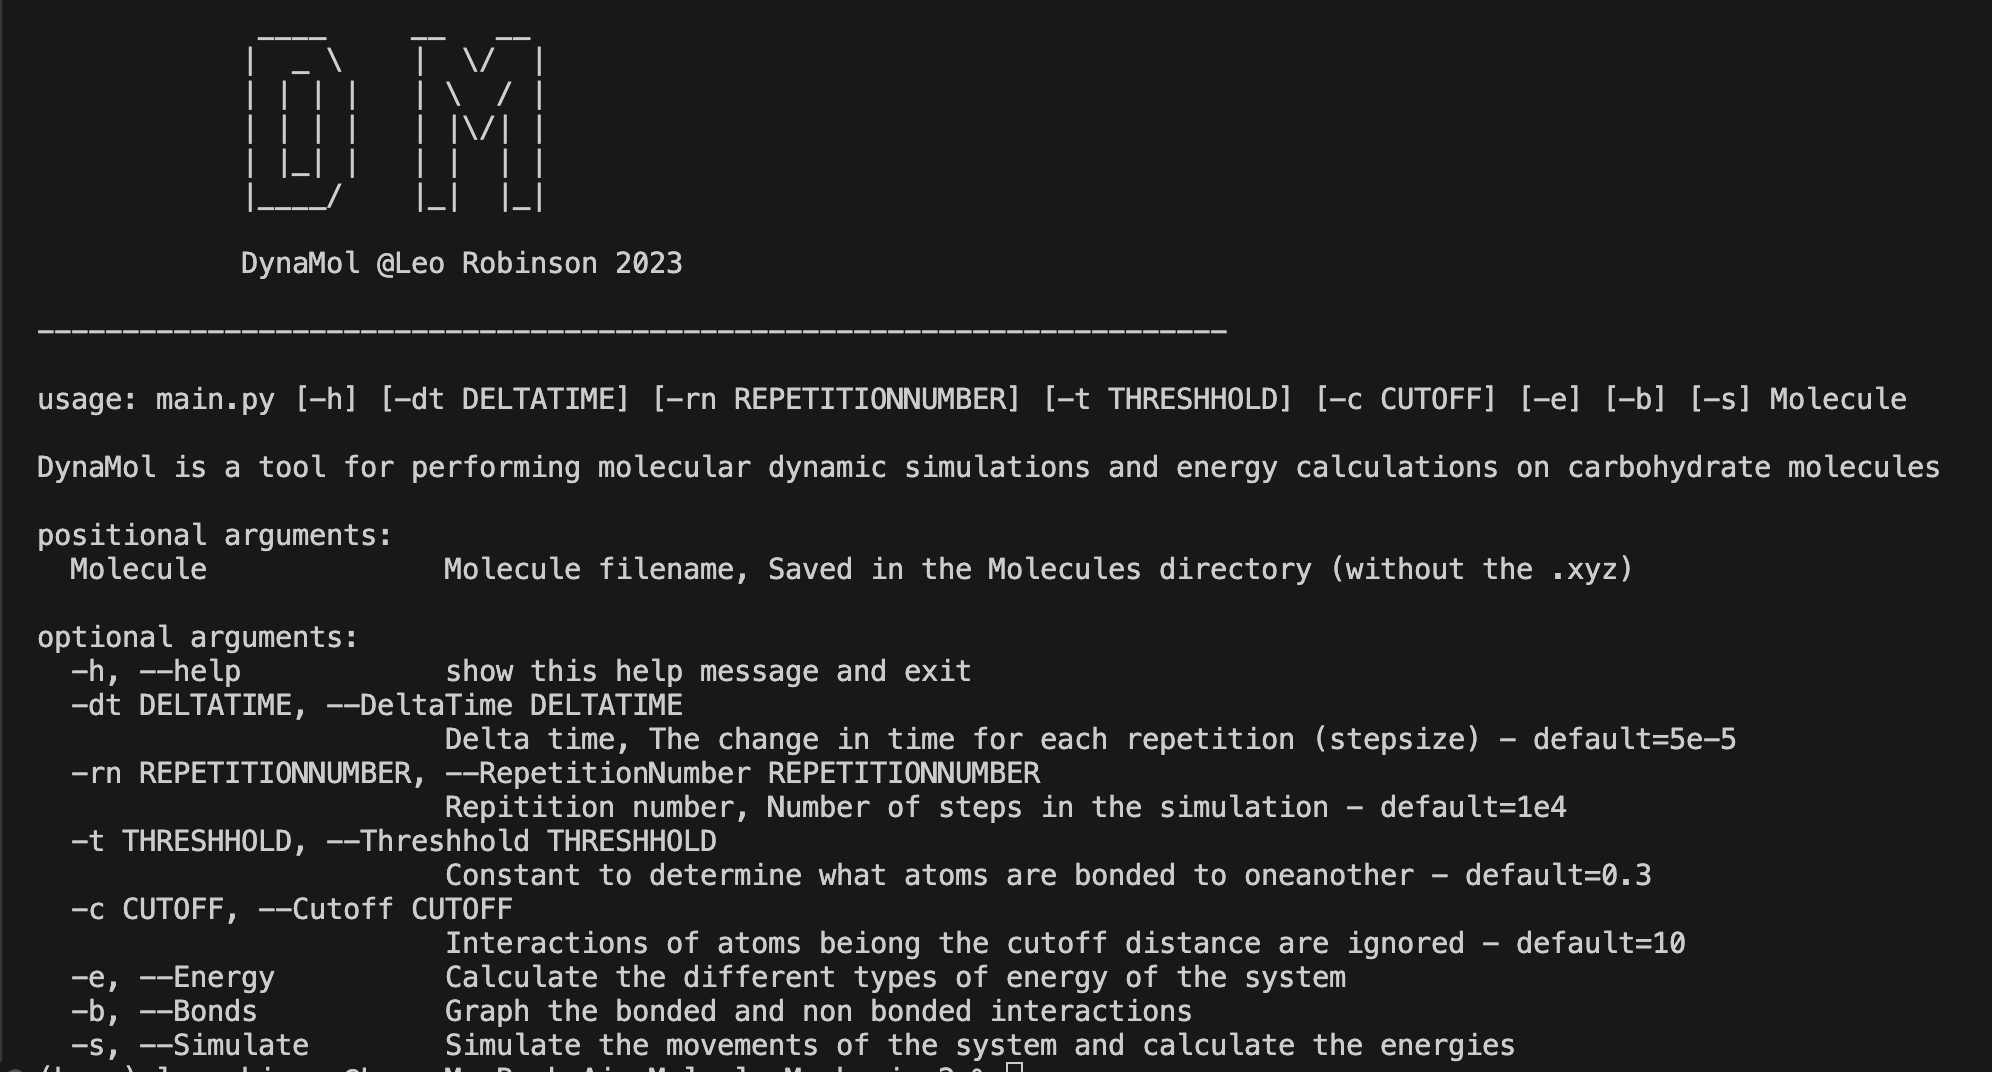 DM
DynaMol @Leo Robinson 2023
----------------------------------------------------------------------
usage: main.py [-h] [-dt DELTATIME] [-rn REPETITIONNUMBER] [-t THRESHHOLD] [-c CUTOFF] [-e] [-b] [-s] Molecule
DynaMol is a tool for performing molecular dynamic simulations and energy calculations on carbohydrate molecules
positional arguments:
Molecule Molecule filename, Saved in the Molecules directory (without the .xyz)
optional arguments:
-h, --help show this help message and exit
-dt DELTATIME, --DeltaTime DELTATIME
Delta time, The change in time for each repetition (stepsize) - default=5e-5
-rn REPETITIONNUMBER, --RepetitionNumber REPETITIONNUMBER
Repitition number, Number of steps in the simulation - default=1e4
-t THRESHHOLD, --Threshhold THRESHHOLD
Constant to determine what atoms are bonded to oneanother - default=0.3
-c CUTOFF, --Cutoff CUTOFF
Interactions of atoms beiong the cutoff distance are ignored - default=10
-e, --Energy Calculate the different types of energy of the system
-b, --Bonds Graph the bonded and non bonded interactions
-s, --Simulate Simulate the movements of the system and calculate the energies